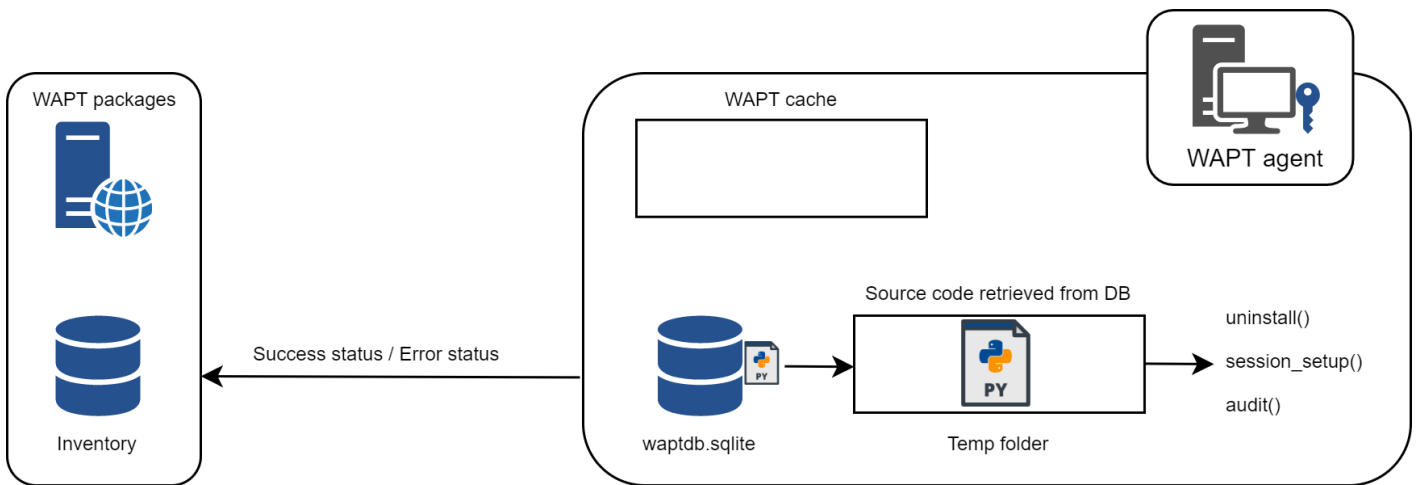 WAPT packages
WAPT cache
WAPT agent
Source code retrieved from DB
uninstall()
Success status / Error status
PY
PY
session_setup()
audit()
Inventory
waptdb.sqlite
Temp folder